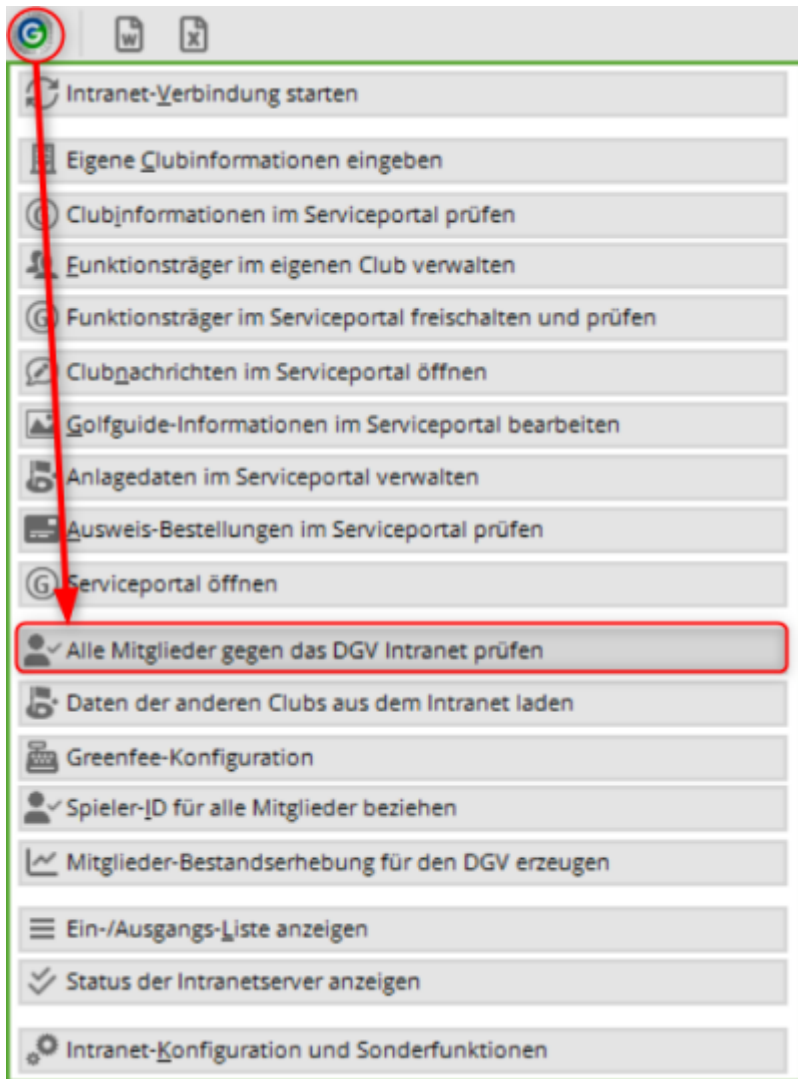 G
W
X
Intranet-Verbindung starten
Eigene Clubinformationen eingeben
Clubinformationen im Serviceportal prüfen
Funktionsträger im eigenen Club verwalten
G Funktionsträger im Serviceportal freischalten und prüfen
Clubnachrichten im Serviceportal öffnen
Golfguide-Informationen im Serviceportal bearbeiten
Anlagedaten im Serviceportal verwalten
Ausweis-Bestellungen im Serviceportal prüfen
G Serviceportal öffnen
Alle Mitglieder gegen das DGV Intranet prüfen
Daten der anderen Clubs aus dem Intranet laden
Greenfee-Konfiguration
Spieler-ID für alle Mitglieder beziehen
Mitglieder-Bestandserhebung für den DGV erzeugen
Ein-/Ausgangs-Liste anzeigen
Status der Intranetserver anzeigen
Intranet-Konfiguration und Sonderfunktionen